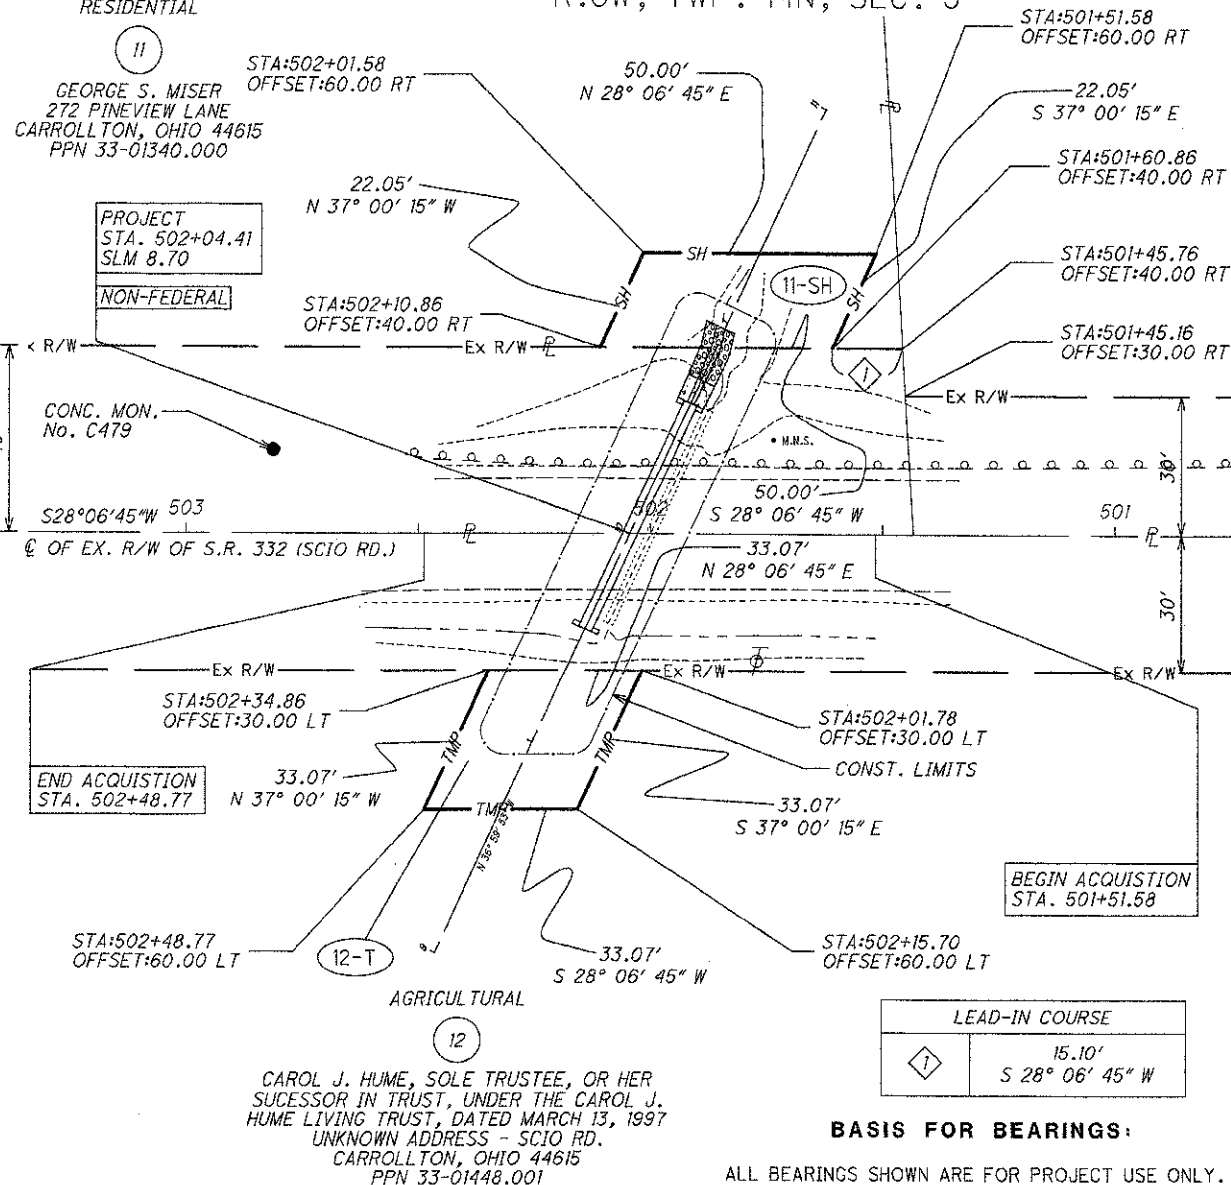 RESIDENTIAL
11
GEORGE S. MISER
272 PINEVIEW LANE
CARROLLTON, OHIO 44615
PPN 33-01340.000
STA:502+01.58
OFFSET:60.00 RT
50.00'
N 28° 06' 45" E
STA:501+51.58
OFFSET:60.00 RT
22.05'
S 37° 00' 15" E
STA:501+60.86
OFFSET:40.00 RT
22.05'
N 37° 00' 15" W
PROJECT
STA. 502+04.41
SLM 8.70
NON-FEDERAL
SH
SH
SH
11-SH
STA:501+45.76
OFFSET:40.00 RT
STA:502+10.86
OFFSET:40.00 RT
STA:501+45.16
OFFSET:30.00 RT
R/W
Ex R/W
1
Ex R/W
CONC. MON.
No. C479
M.N.S.
30'
50.00'
S 28° 06' 45" W
S28°06'45"W
503
502
501
℄ OF EX. R/W OF S.R. 332 (SCIO RD.)
33.07'
N 28° 06' 45" E
30'
Ex R/W
Ex R/W
Ex R/W
STA:502+34.86
OFFSET:30.00 LT
STA:502+01.78
OFFSET:30.00 LT
TMP
TMP
TMP
CONST. LIMITS
END ACQUISTION
STA. 502+48.77
33.07'
N 37° 00' 15" W
33.07'
S 37° 00' 15" E
N 36° 59' 53" W
BEGIN ACQUISTION
STA. 501+51.58
STA:502+48.77
OFFSET:60.00 LT
12-T
33.07'
S 28° 06' 45" W
STA:502+15.70
OFFSET:60.00 LT
AGRICULTURAL
12
CAROL J. HUME, SOLE TRUSTEE, OR HER
SUCESSOR IN TRUST, UNDER THE CAROL J.
HUME LIVING TRUST, DATED MARCH 13, 1997
UNKNOWN ADDRESS - SCIO RD.
CARROLLTON, OHIO 44615
PPN 33-01448.001
LEAD-IN COURSE
1
15.10'
S 28° 06' 45" W
BASIS FOR BEARINGS:
ALL BEARINGS SHOWN ARE FOR PROJECT USE ONLY.